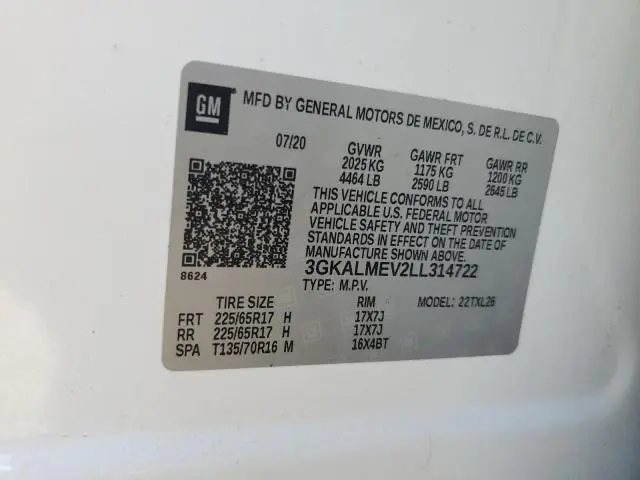 GM
MFD BY GENERAL MOTORS DE MEXICO, S. DE R.L. DE C.V.
07/20 GVWR GAWR FRT GAWR RR
2025 KG 1175 KG 1200 KG
4464 LB 2590 LB 2645 LB
THIS VEHICLE CONFORMS TO ALL
APPLICABLE U.S. FEDERAL MOTOR
VEHICLE SAFETY AND THEFT PREVENTION
STANDARDS IN EFFECT ON THE DATE OF
MANUFACTURE SHOWN ABOVE.
8624 3GKALMEV2LL314722
TYPE: M.P.V.
TIRE SIZE RIM MODEL: 22TXL26
FRT 225/65R17 H 17X7J
RR 225/65R17 H 17X7J
SPA T135/70R16 M 16X4BT